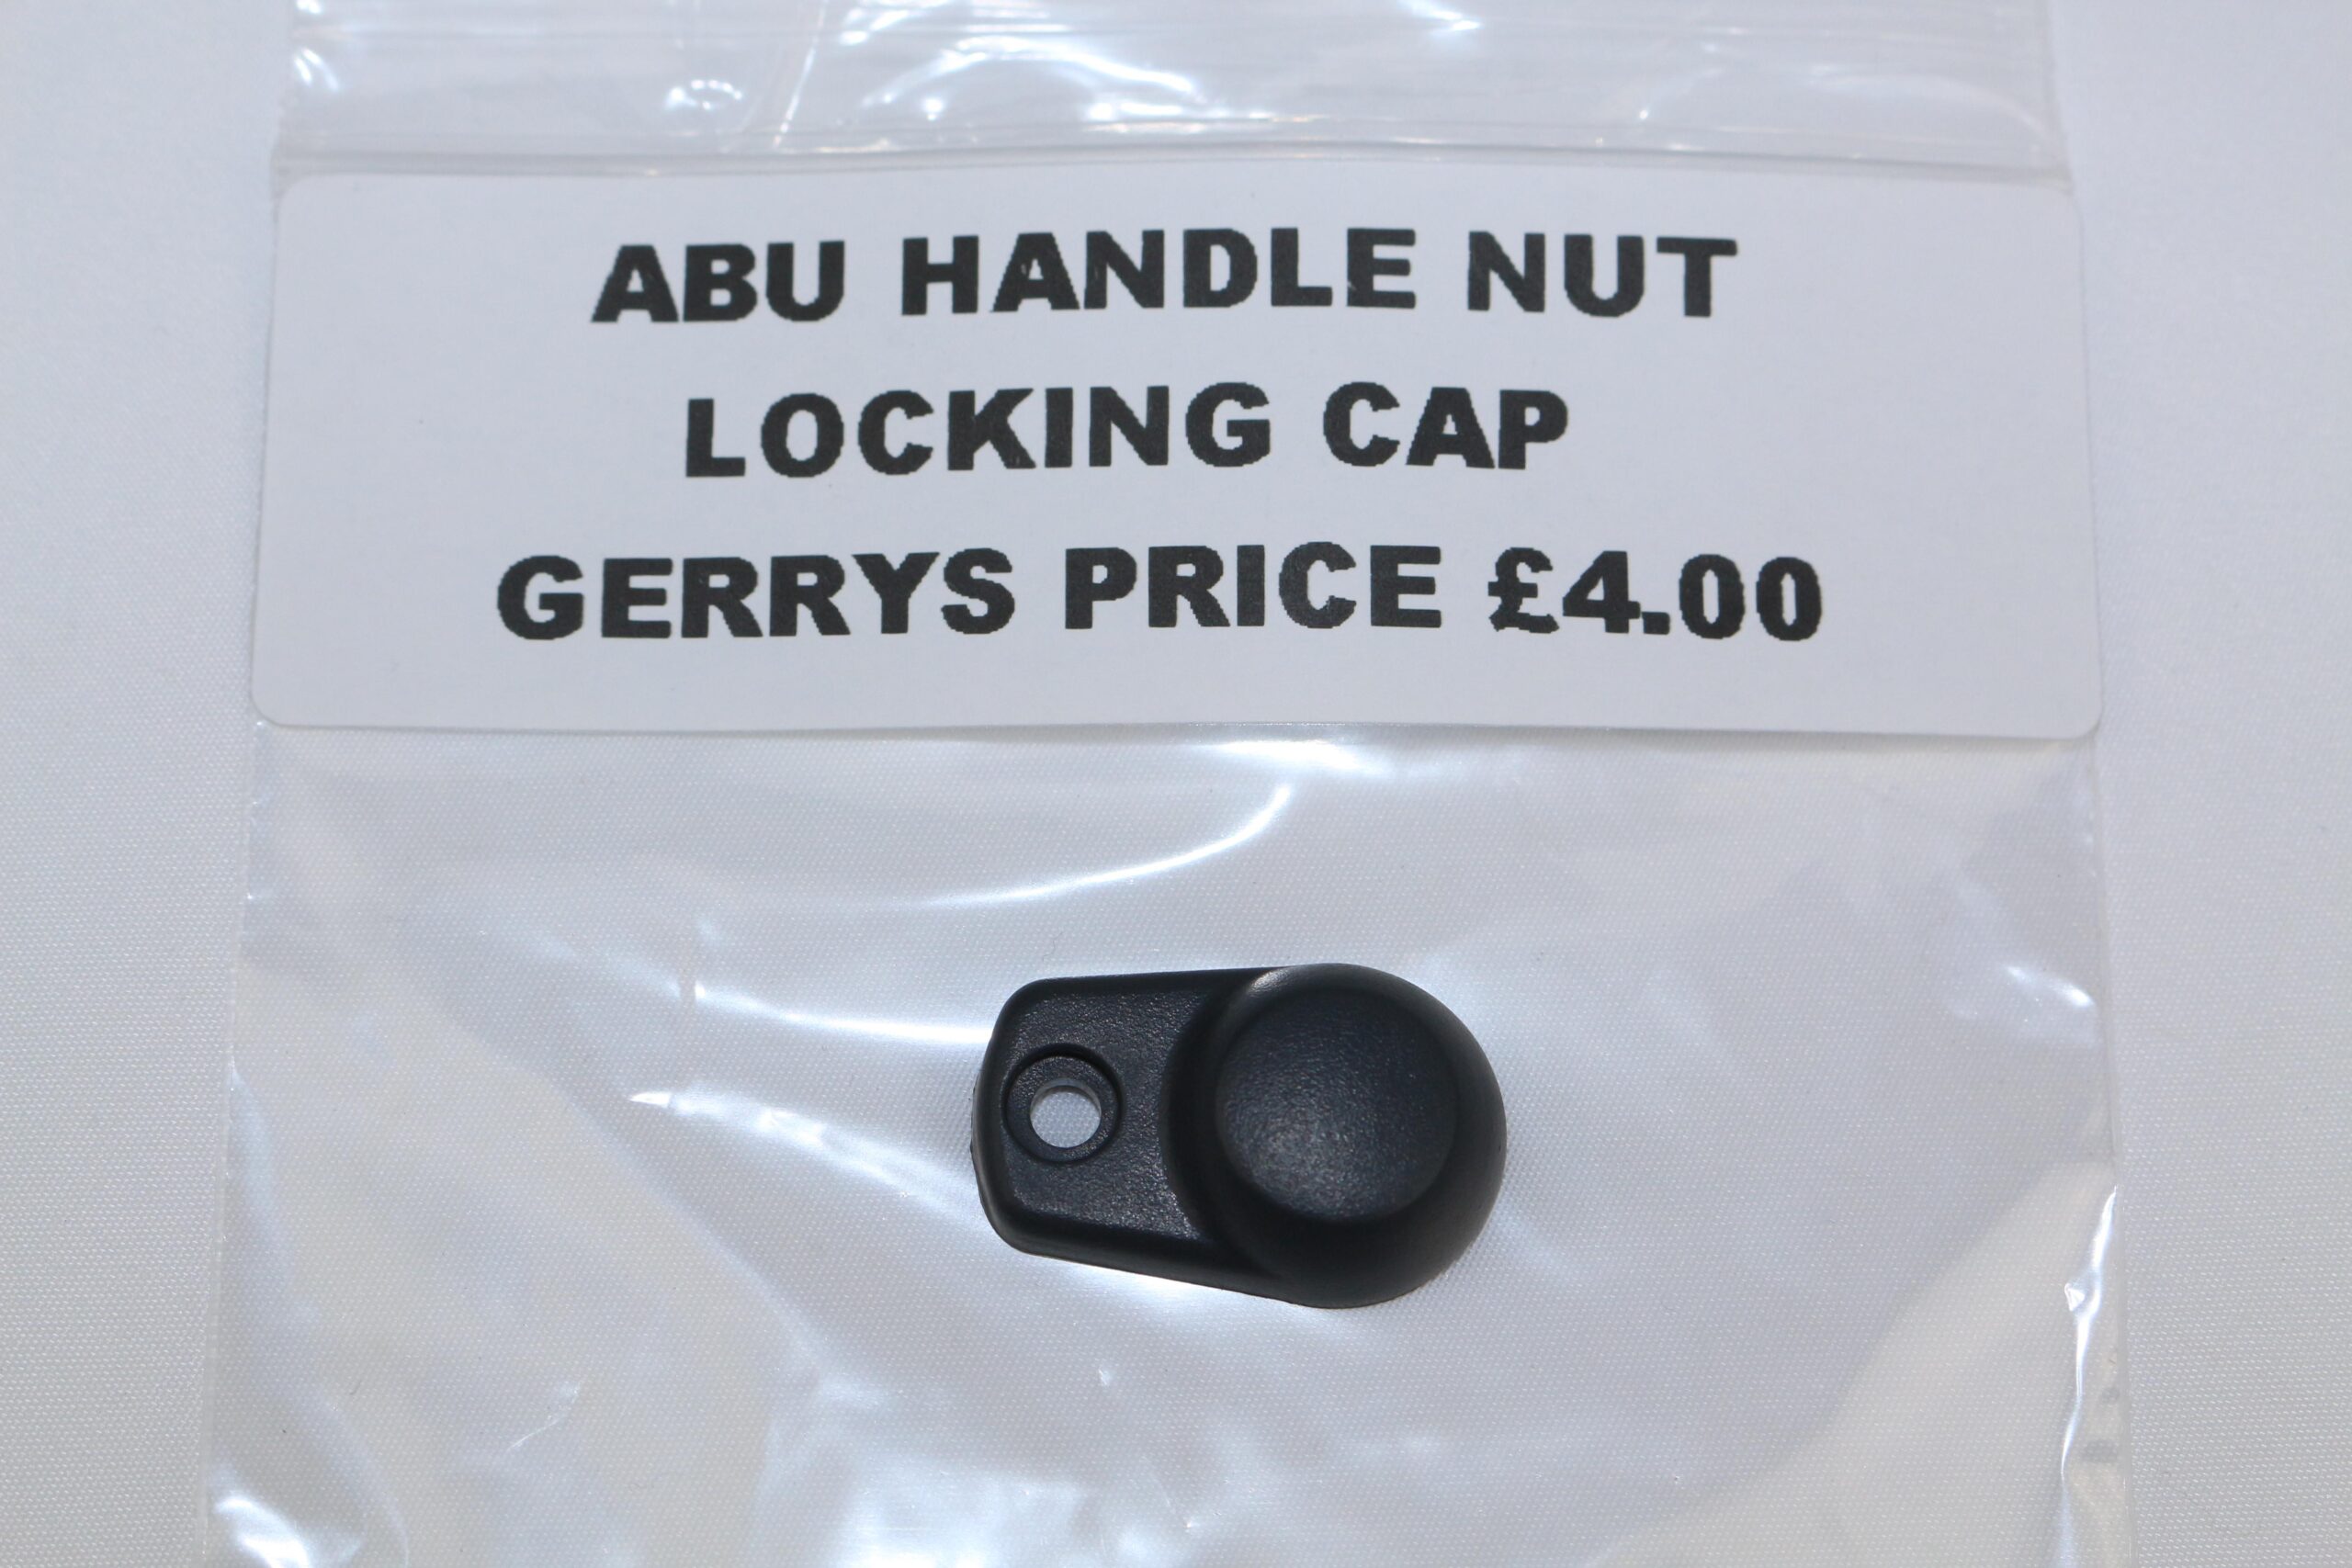 ABU HANDLE NUT
LOCKING CAP
GERRYS PRICE £4.00